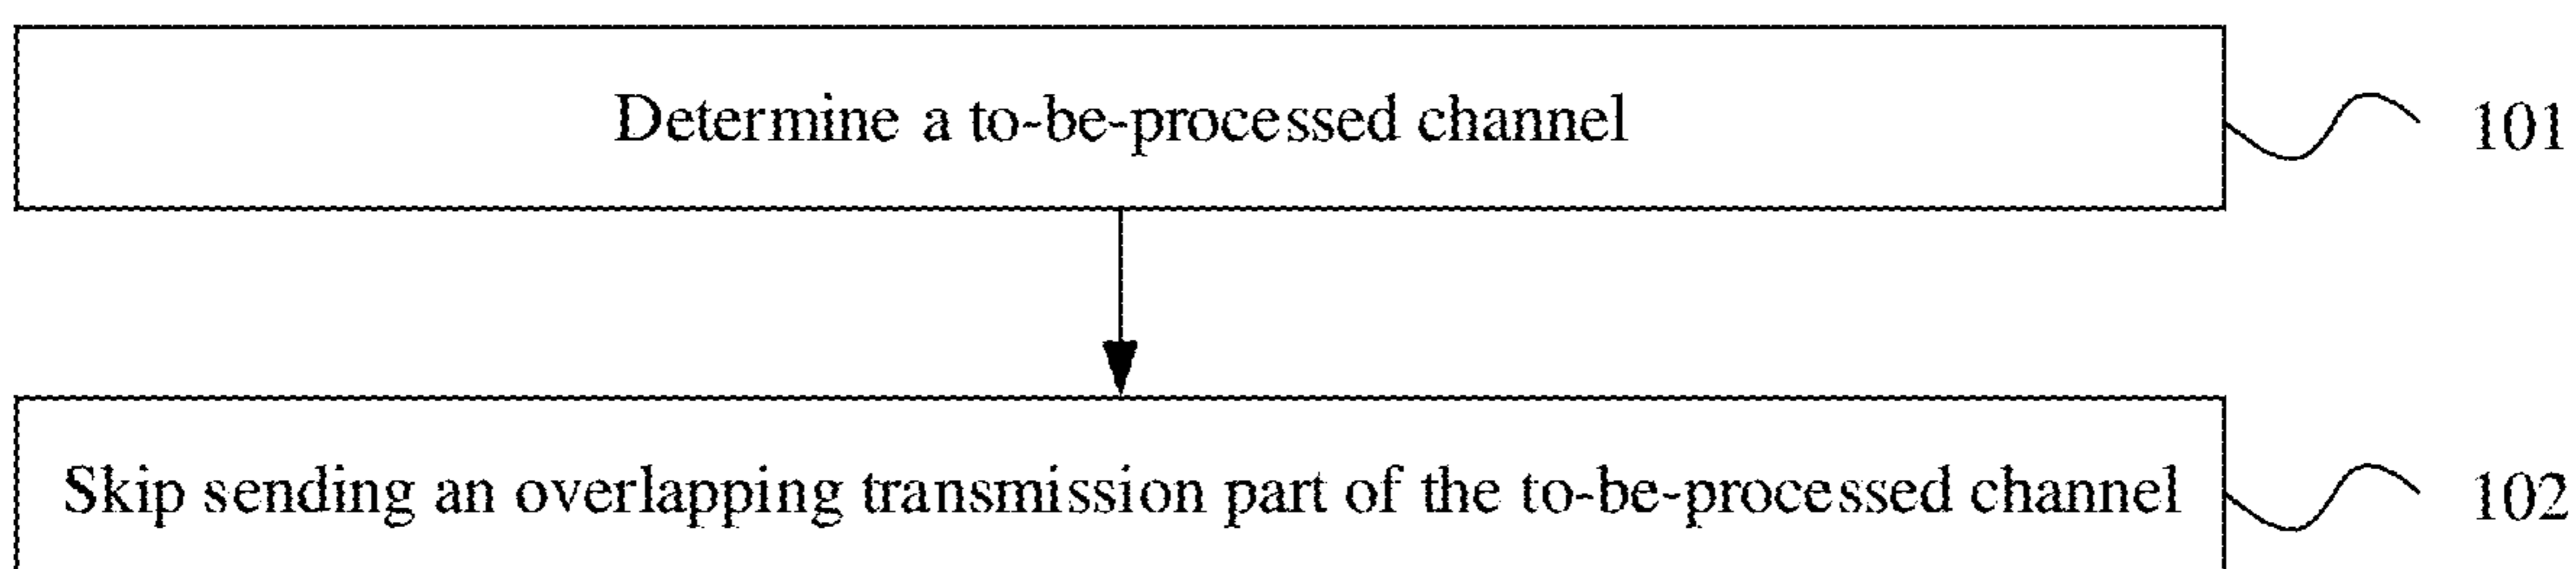 Determine a to-be-processed channel
101
Skip sending an overlapping transmission part of the to-be-processed channel
102